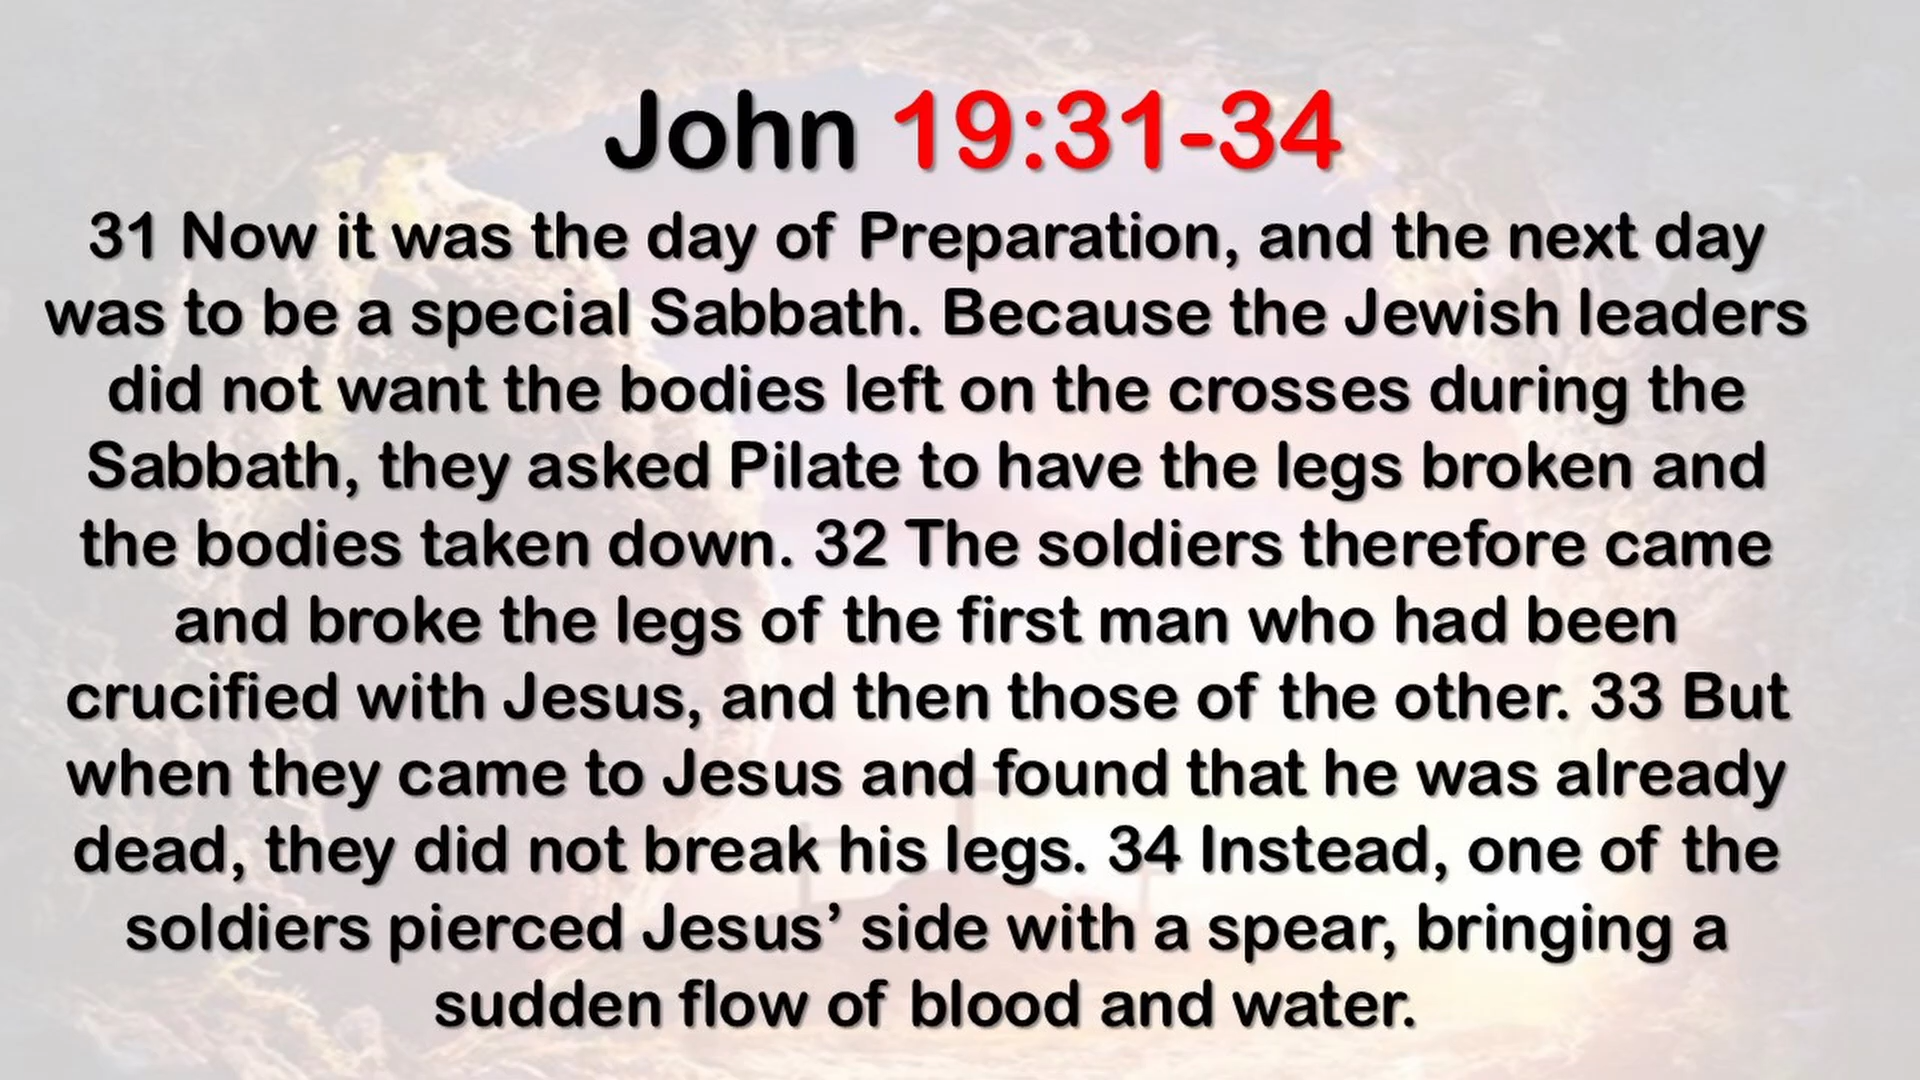 John 19:31-34
31 Now it was the day of Preparation, and the next day
was to be a special Sabbath. Because the Jewish leaders
did not want the bodies left on the crosses during the
Sabbath, they asked Pilate to have the legs broken and
the bodies taken down. 32 The soldiers therefore came
and broke the legs of the first man who had been
crucified with Jesus, and then those of the other. 33 But
when they came to Jesus and found that he was already
dead, they did not break his legs. 34 Instead, one of the
soldiers pierced Jesus’ side with a spear, bringing a
sudden flow of blood and water.